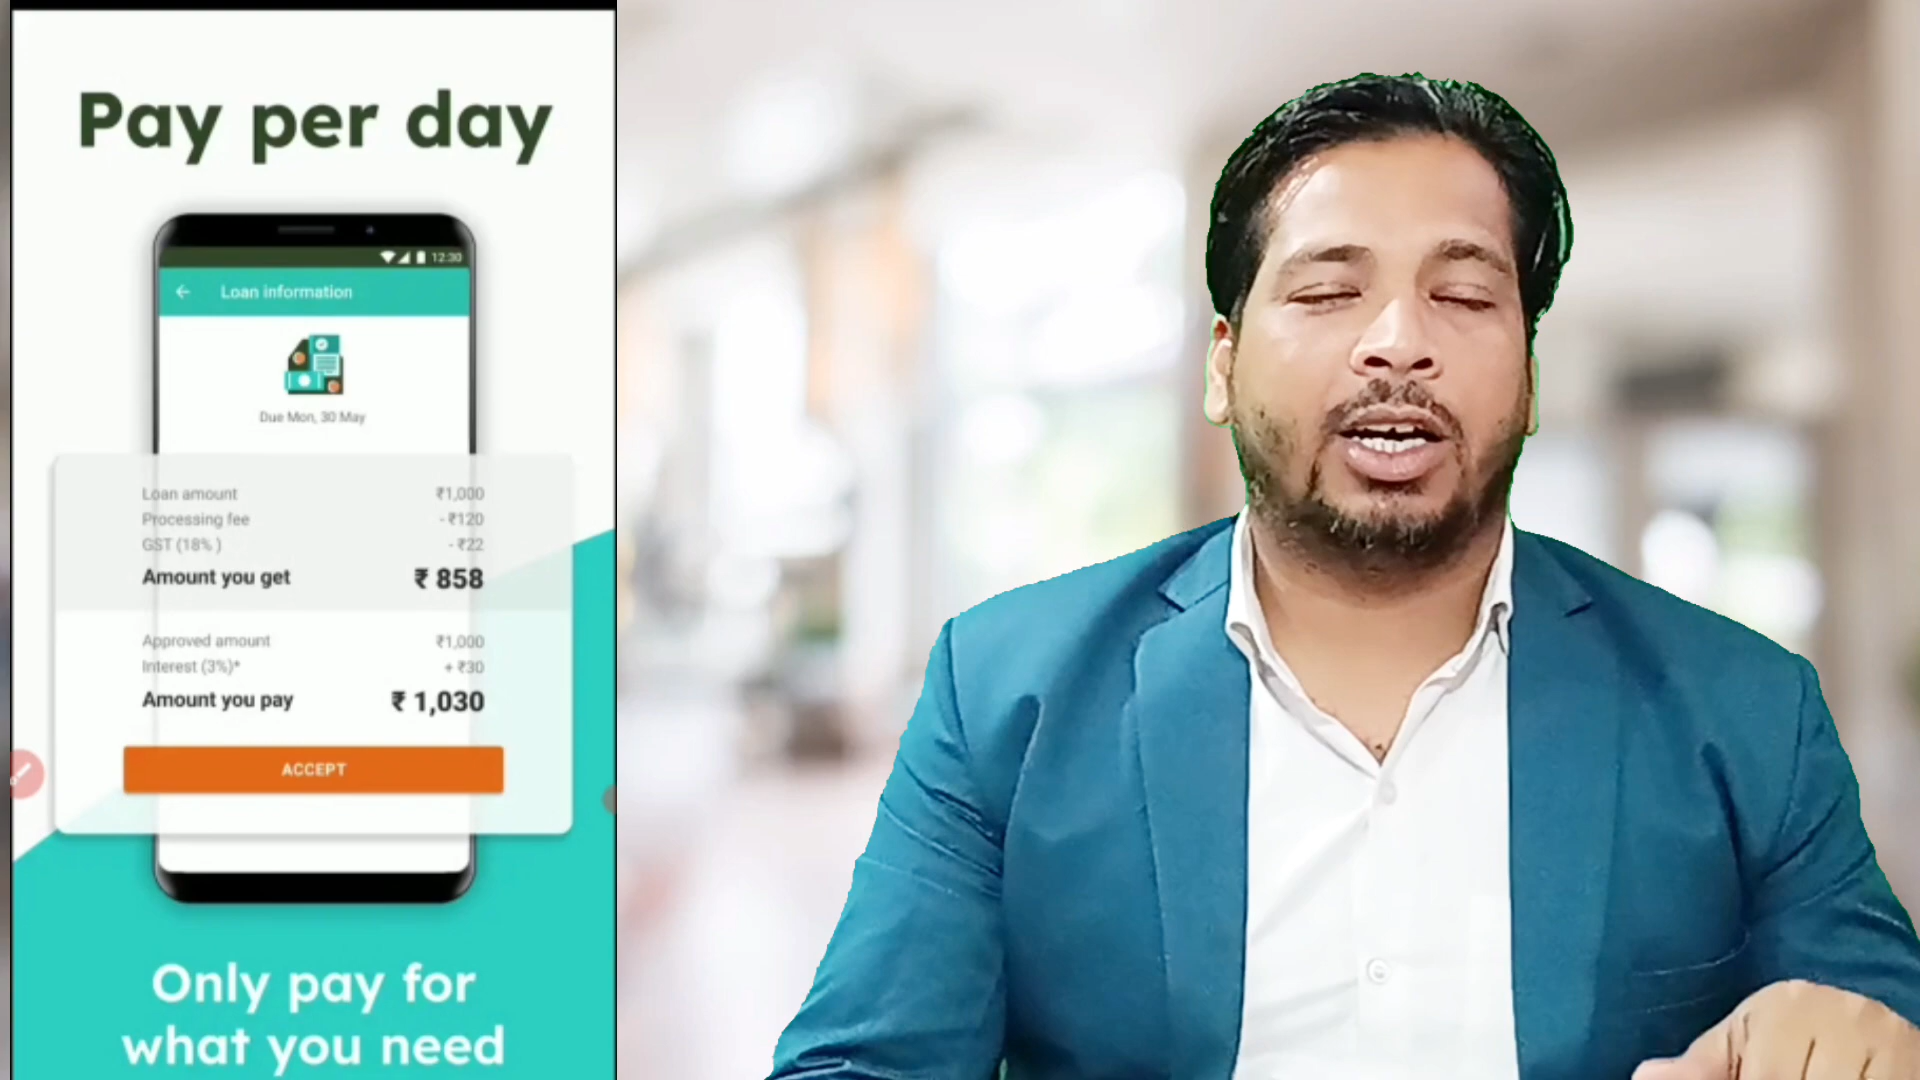 Pay per day
12:30
Loan information
Due Mon, 30 May
Loan amount ₹1,000
Processing fee - ₹120
GST (18% ) - ₹22
Amount you get ₹ 858
Approved amount ₹1,000
Interest (3%)* + ₹30
Amount you pay ₹ 1,030
ACCEPT
Only pay for
what you need